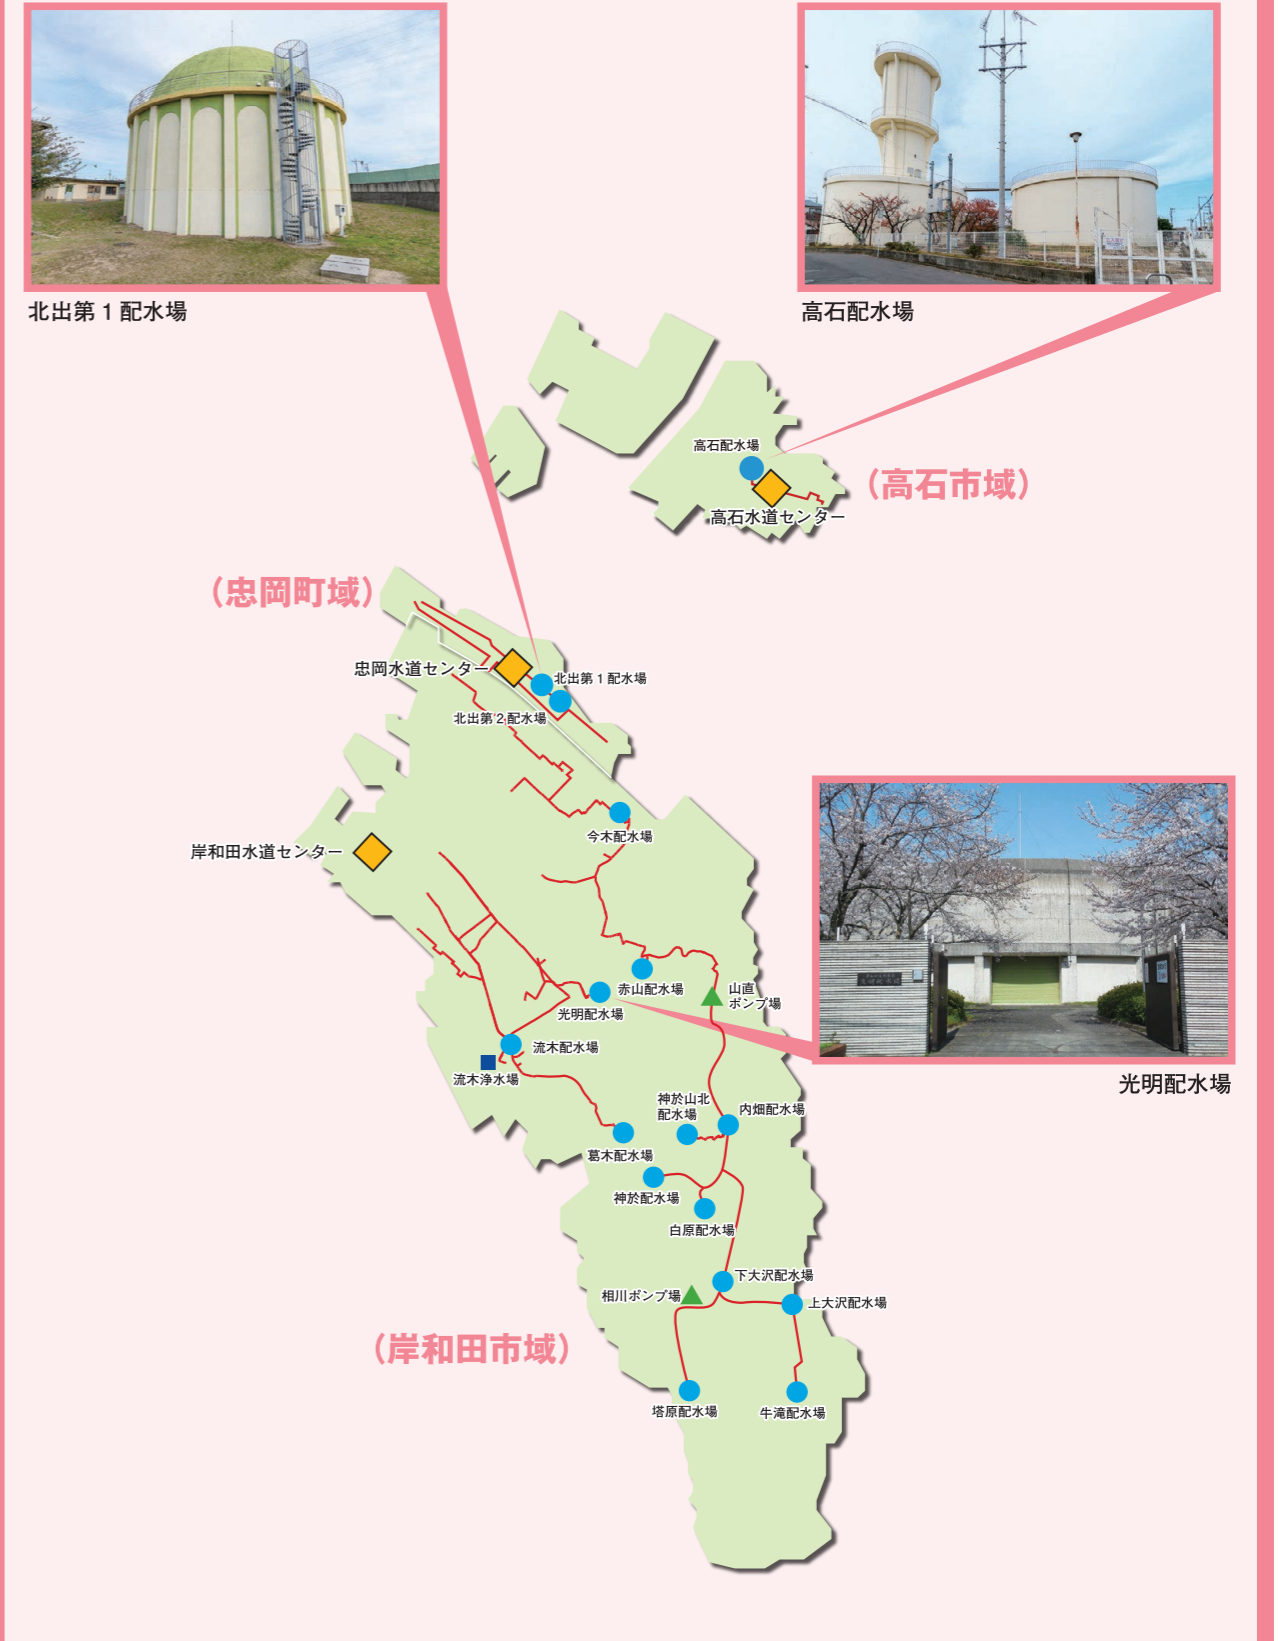 北出第1配水場
高石配水場
高石配水場
(高石市域)
高石水道センター
(忠岡町域)
忠岡水道センター
北出第1配水場
北出第2配水場
今木配水場
岸和田水道センター
赤山配水場
山直
ポンプ場
光明配水場
流木配水場
流木浄水場
光明配水場
神於山北
配水場
内畑配水場
葛木配水場
神於配水場
白原配水場
下大沢配水場
相川ポンプ場
上大沢配水場
(岸和田市域)
塔原配水場
牛滝配水場